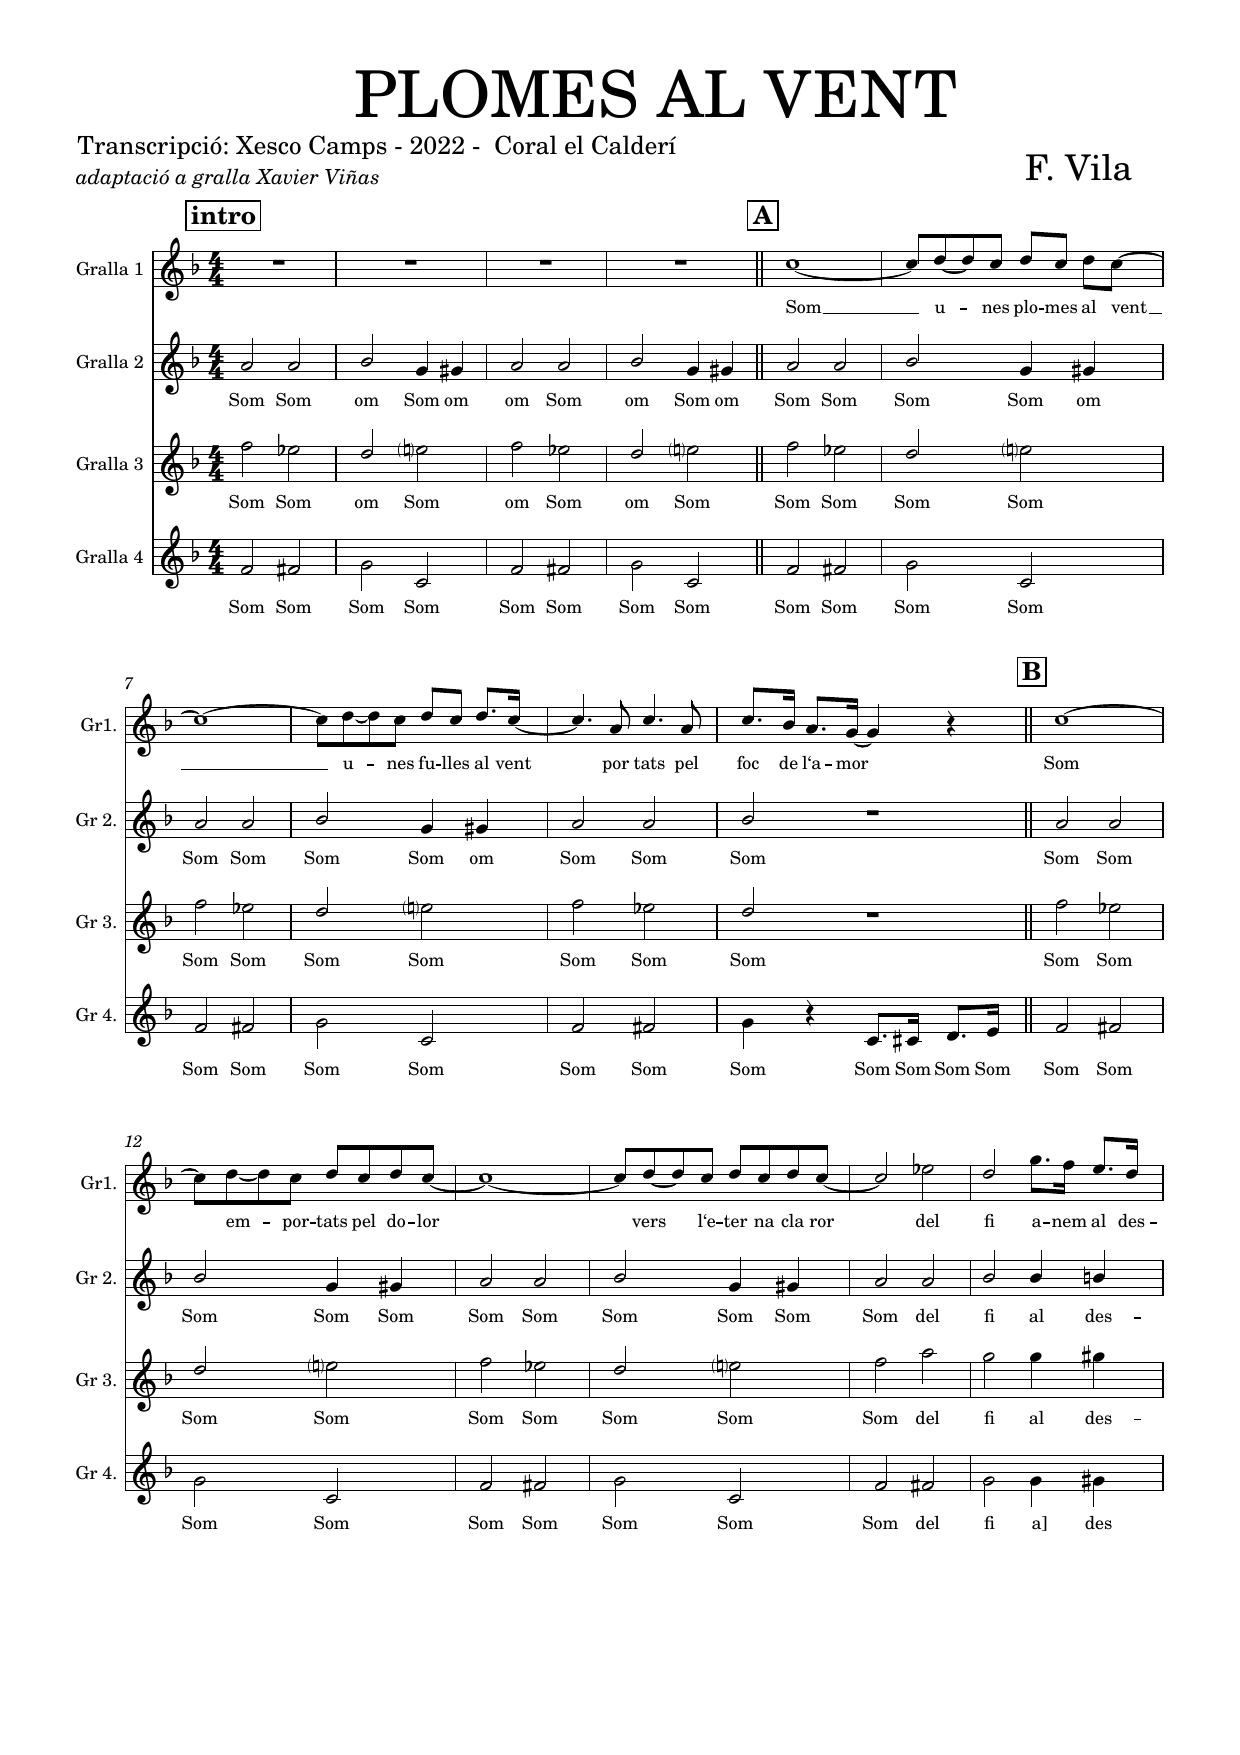 PLOMES AL VENT
Transcripció: Xesco Camps - 2022 - Coral el Calderí
adaptació a gralla Xavier Viñas
F. Vila
intro A
Gralla 1
Som u - nes plo-mes al vent
Gralla 2
Som Som om Som om om Som om Som om Som Som Som Som om
Gralla 3
Som Som om Som om Som om Som Som Som Som Som
Gralla 4
Som Som Som Som Som Som Som Som Som Som Som Som
B
7
Gr1.
u - nes fu-lles al vent por tats pel foc de l‘a-mor Som
Gr 2.
Som Som Som Som om Som Som Som Som Som
Gr 3.
Som Som Som Som Som Som Som Som Som
Gr 4.
Som Som Som Som Som Som Som Som Som Som Som Som Som
12
Gr1.
em - por-tats pel do-lor vers l‘e-ter na cla ror del fi a-nem al des -
Gr 2.
Som Som Som Som Som Som Som Som Som del fi al des -
Gr 3.
Som Som Som Som Som Som Som del fi al des -
Gr 4.
Som Som Som Som Som Som Som del fi a] des